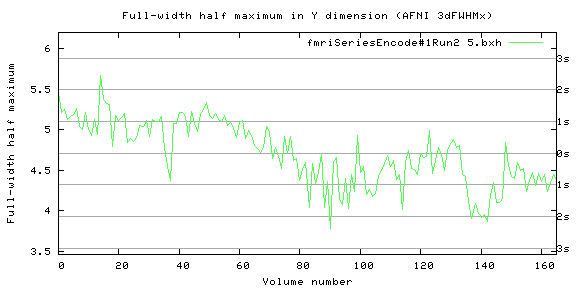 Full-width half maximum in Y dimension (AFNI 3dFWHMx)
fmriSeriesEncode#1Run2 5.bxh
Full-width half maximum
6
5.5
5
4.5
4
3.5
3s
2s
1s
0s
1s
2s
3s
0 20 40 60 80 100 120 140 160
Volume number